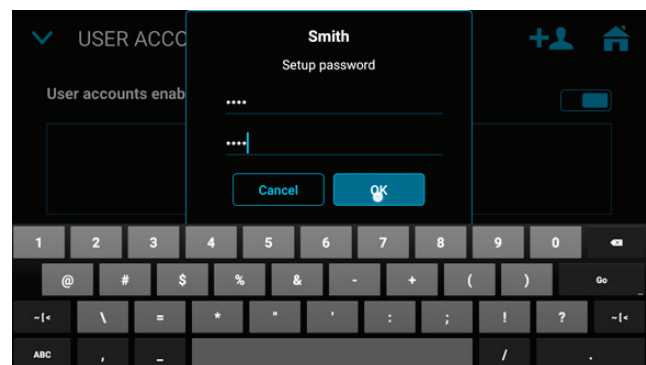 USER ACCO
Smith
Setup password
User accounts enab
••••
••••
Cancel
OK
1 2 3 4 5 6 7 8 9 0
@ # $ % & - + ( )
Go
~[< \ = * " ' : ; ! ? ~[<
ABC , _ / .